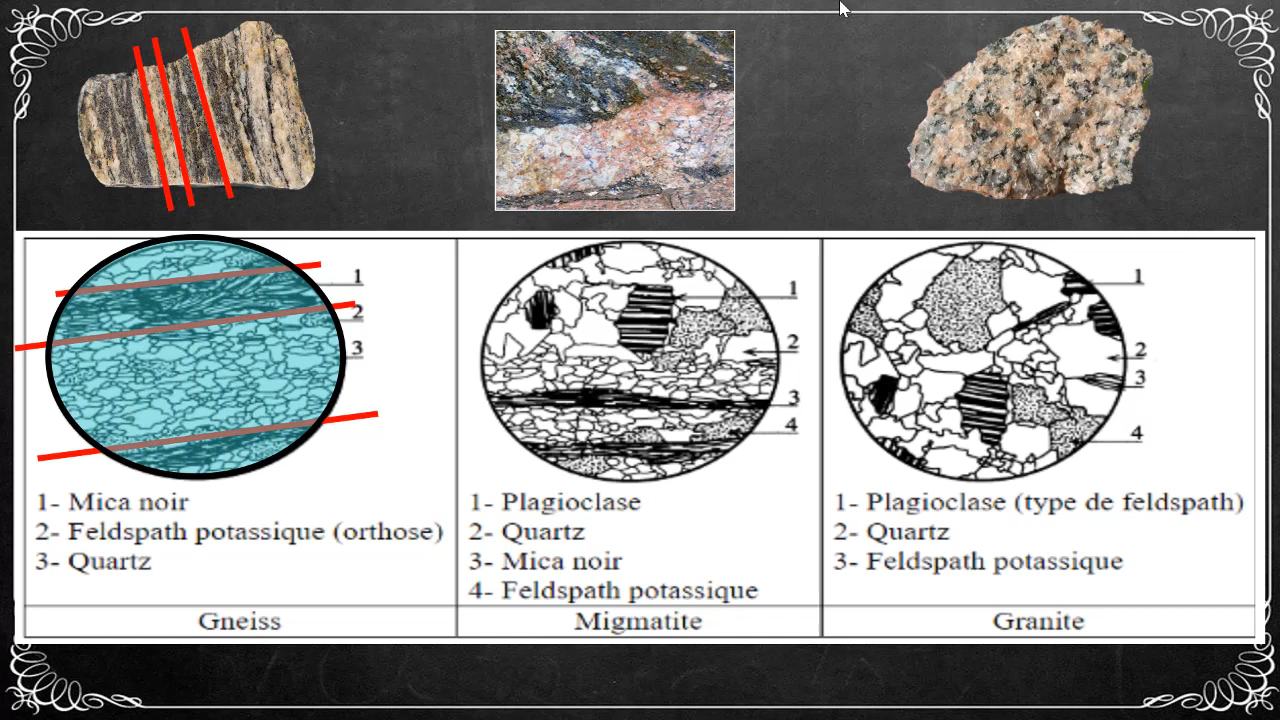 1
2
3
1
2
3
4
1
2
3
4
1- Mica noir
2- Feldspath potassique (orthose)
3- Quartz
1- Plagioclase
2- Quartz
3- Mica noir
4- Feldspath potassique
1- Plagioclase (type de feldspath)
2- Quartz
3- Feldspath potassique
Gneiss
Migmatite
Granite